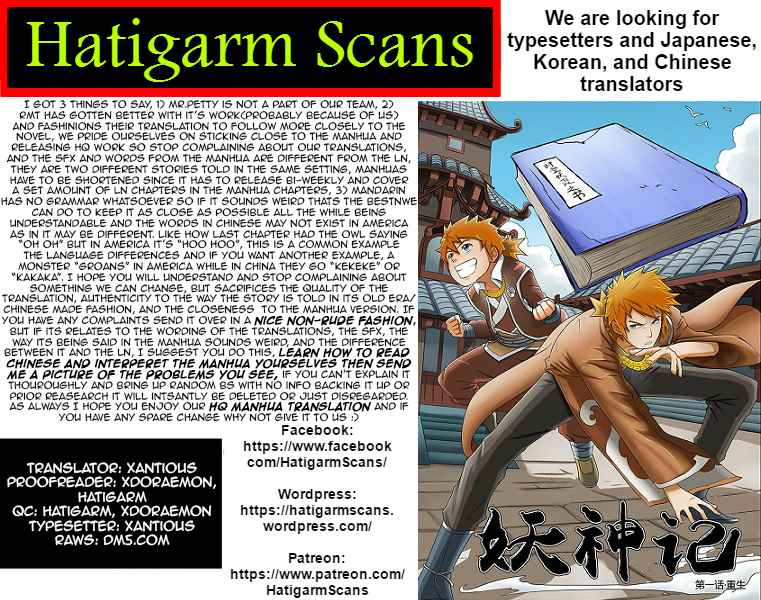 Hatigarm Scans
We are looking for
typesetters and Japanese,
Korean, and Chinese
translators
I GOT 3 THINGS TO SAY, 1) MR.PETTY IS NOT A PART OF OUR TEAM, 2)
RMT HAS GOTTEN BETTER WITH IT'S WORK(PROBABLY BECAUSE OF US)
AND FASHINIONS THEIR TRANSLATION TO FOLLOW MORE CLOSELY TO THE
NOVEL, WE PRIDE OURSELVES ON STICKING CLOSE TO THE MANHUA AND
RELEASING HQ WORK SO STOP COMPLAINING ABOUT OUR TRANSLATIONS,
AND THE SFX AND WORDS FROM THE MANHUA ARE DIFFERENT FROM THE LN,
THEY ARE TWO DIFFERENT STORIES TOLD IN THE SAME SETTING, MANHUAS
HAVE TO BE SHORTENED SINCE IT HAS TO RELEASE BI-WEEKLY AND COVER
A SET AMOUNT OF LN CHAPTERS IN THE MANHUA CHAPTERS, 3) MANDARIN
HAS NO GRAMMAR WHATSOEVER SO IF IT SOUNDS WEIRD THATS THE BESTNWE
CAN DO TO KEEP IT AS CLOSE AS POSSIBLE ALL THE WHILE BEING
UNDERSTANDABLE AND THE WORDS IN CHINESE MAY NOT EXIST IN AMERICA
AS IN IT MAY BE DIFFERENT. LIKE HOW LAST CHAPTER HAD THE OWL SAYING
"OH OH" BUT IN AMERICA IT'S "HOO HOO", THIS IS A COMMON EXAMPLE
THE LANGUAGE DIFFERENCES AND IF YOU WANT ANOTHER EXAMPLE, A
MONSTER "GROANS" IN AMERICA WHILE IN CHINA THEY GO "KEKEKE" OR
"KAKAKA". I HOPE YOU WILL UNDERSTAND AND STOP COMPLAINING ABOUT
SOMETHING WE CAN CHANGE, BUT SACRIFICES THE QUALITY OF THE
TRANSLATION, AUTHENTICITY TO THE WAY THE STORY IS TOLD IN ITS OLD ERA/
CHINESE MADE FASHION, AND THE CLOSENESS TO THE MANHUA VERSION. IF
YOU HAVE ANY COMPLAINTS SEND IT OVER IN A NICE NON-RUDE FASHION,
BUT IF ITS RELATES TO THE WORDING OF THE TRANSLATIONS, THE SFX, THE
WAY ITS BEING SAID IN THE MANHUA SOUNDS WEIRD, AND THE DIFFERENCE
BETWEEN IT AND THE LN, I SUGGEST YOU DO THIS, LEARN HOW TO READ
CHINESE AND INTERPERET THE MANHUA YOURSELVES THEN SEND
ME A PICTURE OF THE PROBLEMS YOU SEE, IF YOU CAN'T EXPLAIN IT
THOUROUGHLY AND BRING UP RANDOM BS WITH NO INFO BACKING IT UP OR
PRIOR REASEARCH IT WILL INTSANTLY BE DELETED OR JUST DISREGARDED.
AS ALWAYS I HOPE YOU ENJOY OUR HQ MANHUA TRANSLATION AND IF
YOU HAVE ANY SPARE CHANGE WHY NOT GIVE IT TO US :)
TRANSLATOR: XANTIOUS
PROOFREADER: XDORAEMON,
HATIGARM
QC: HATIGARM, XDORAEMON
TYPESETTER: XANTIOUS
RAWS: DM5.COM
Facebook:
https://www.facebook
com/HatigarmScans/
Wordpress:
https://hatigarmscans.
wordpress.com/
Patreon:
https://www.patreon.com/
HatigarmScans
妖神记
第一话·重生